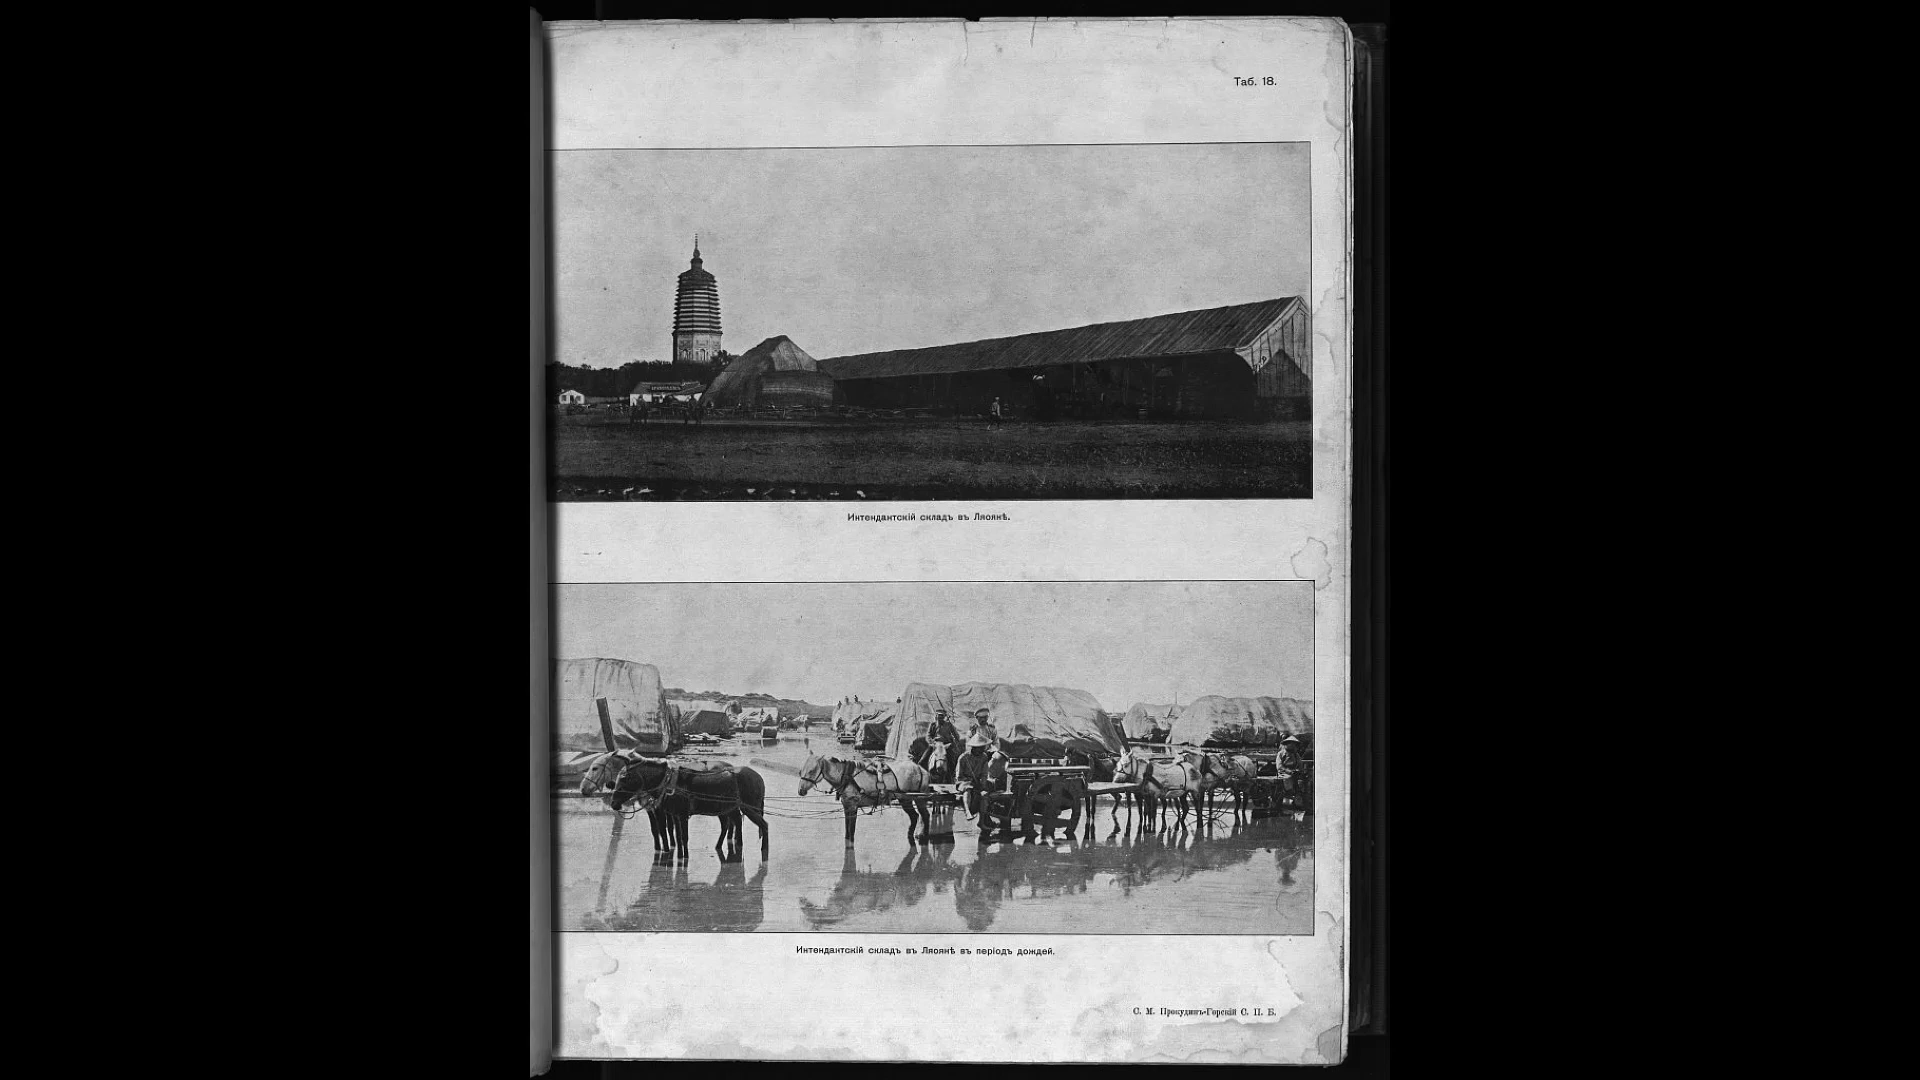 Таб. 18.
Интендантскій складъ въ Ляоянѣ.
Интендантскій складъ въ Ляоянѣ въ періодъ дождей.
С. М. Прокудинъ-Горскій С. П. Б.